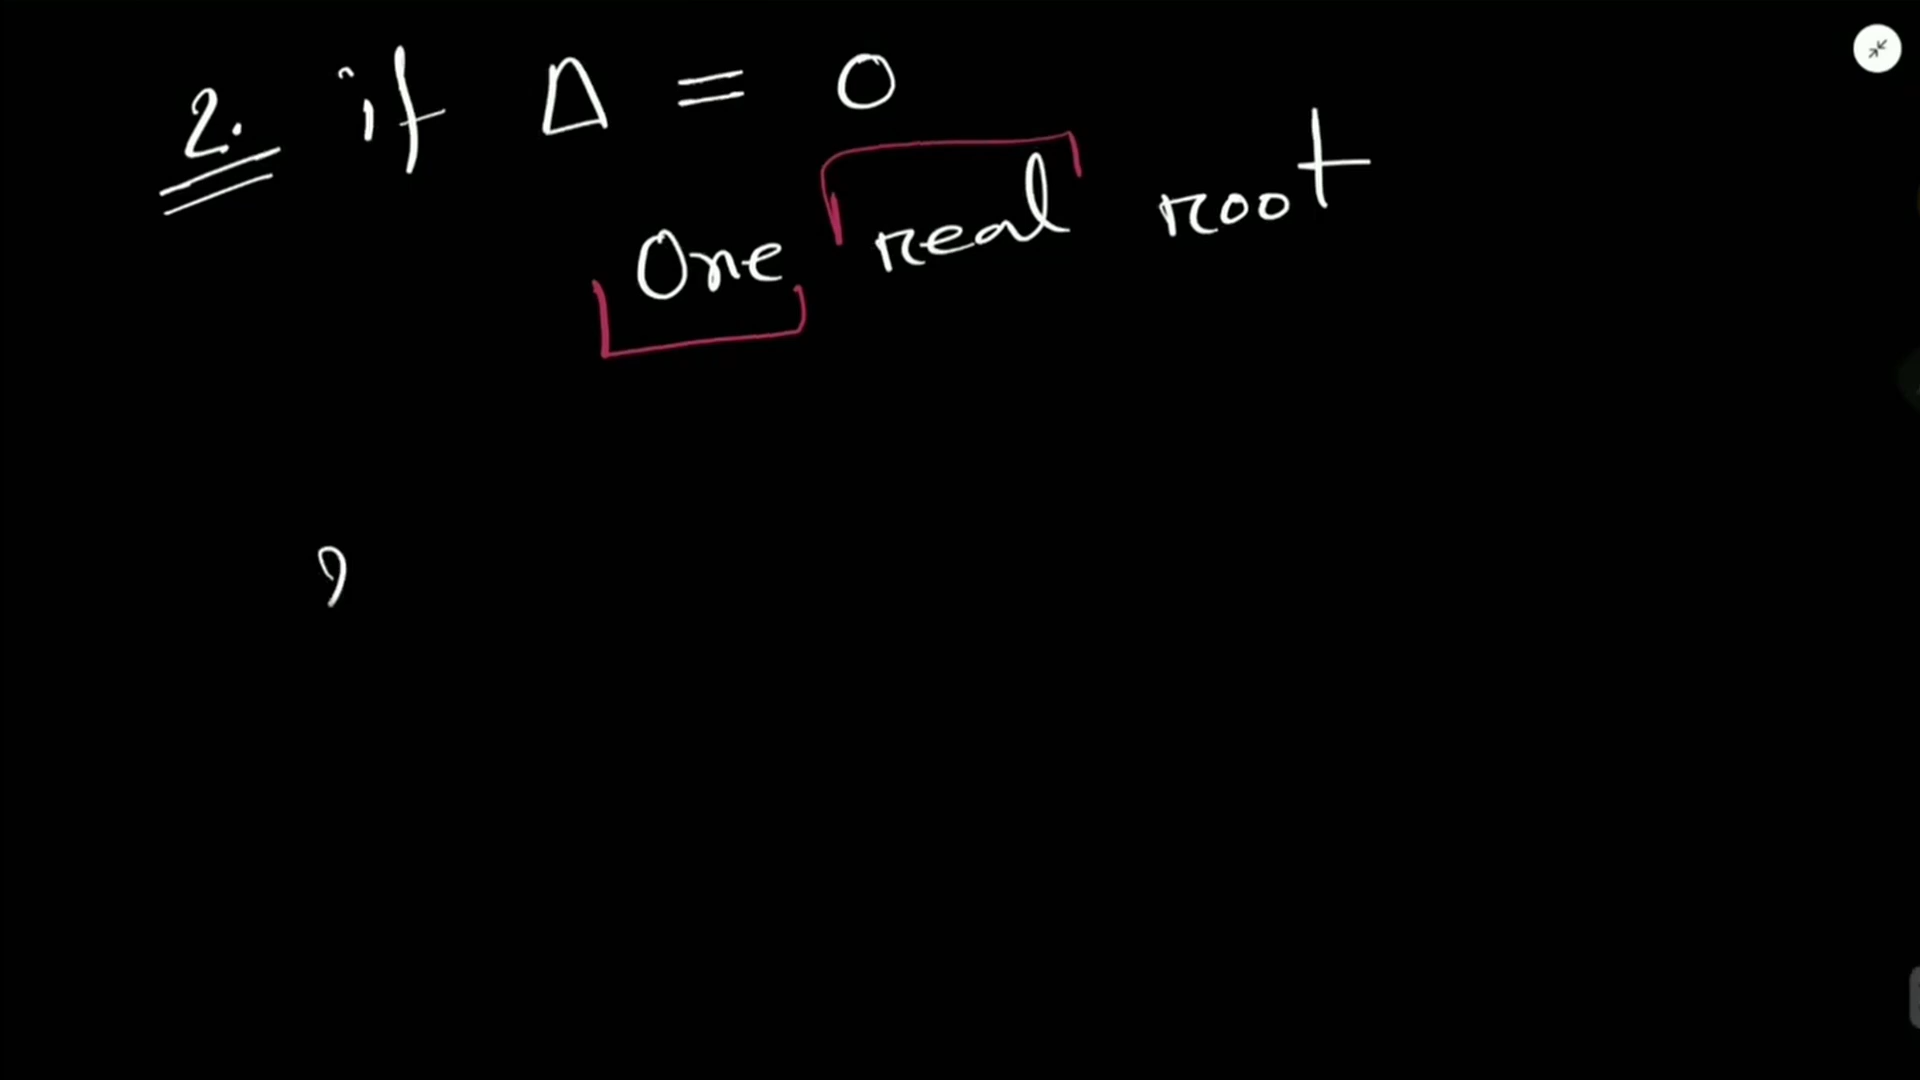 2. if Δ = 0
One real root